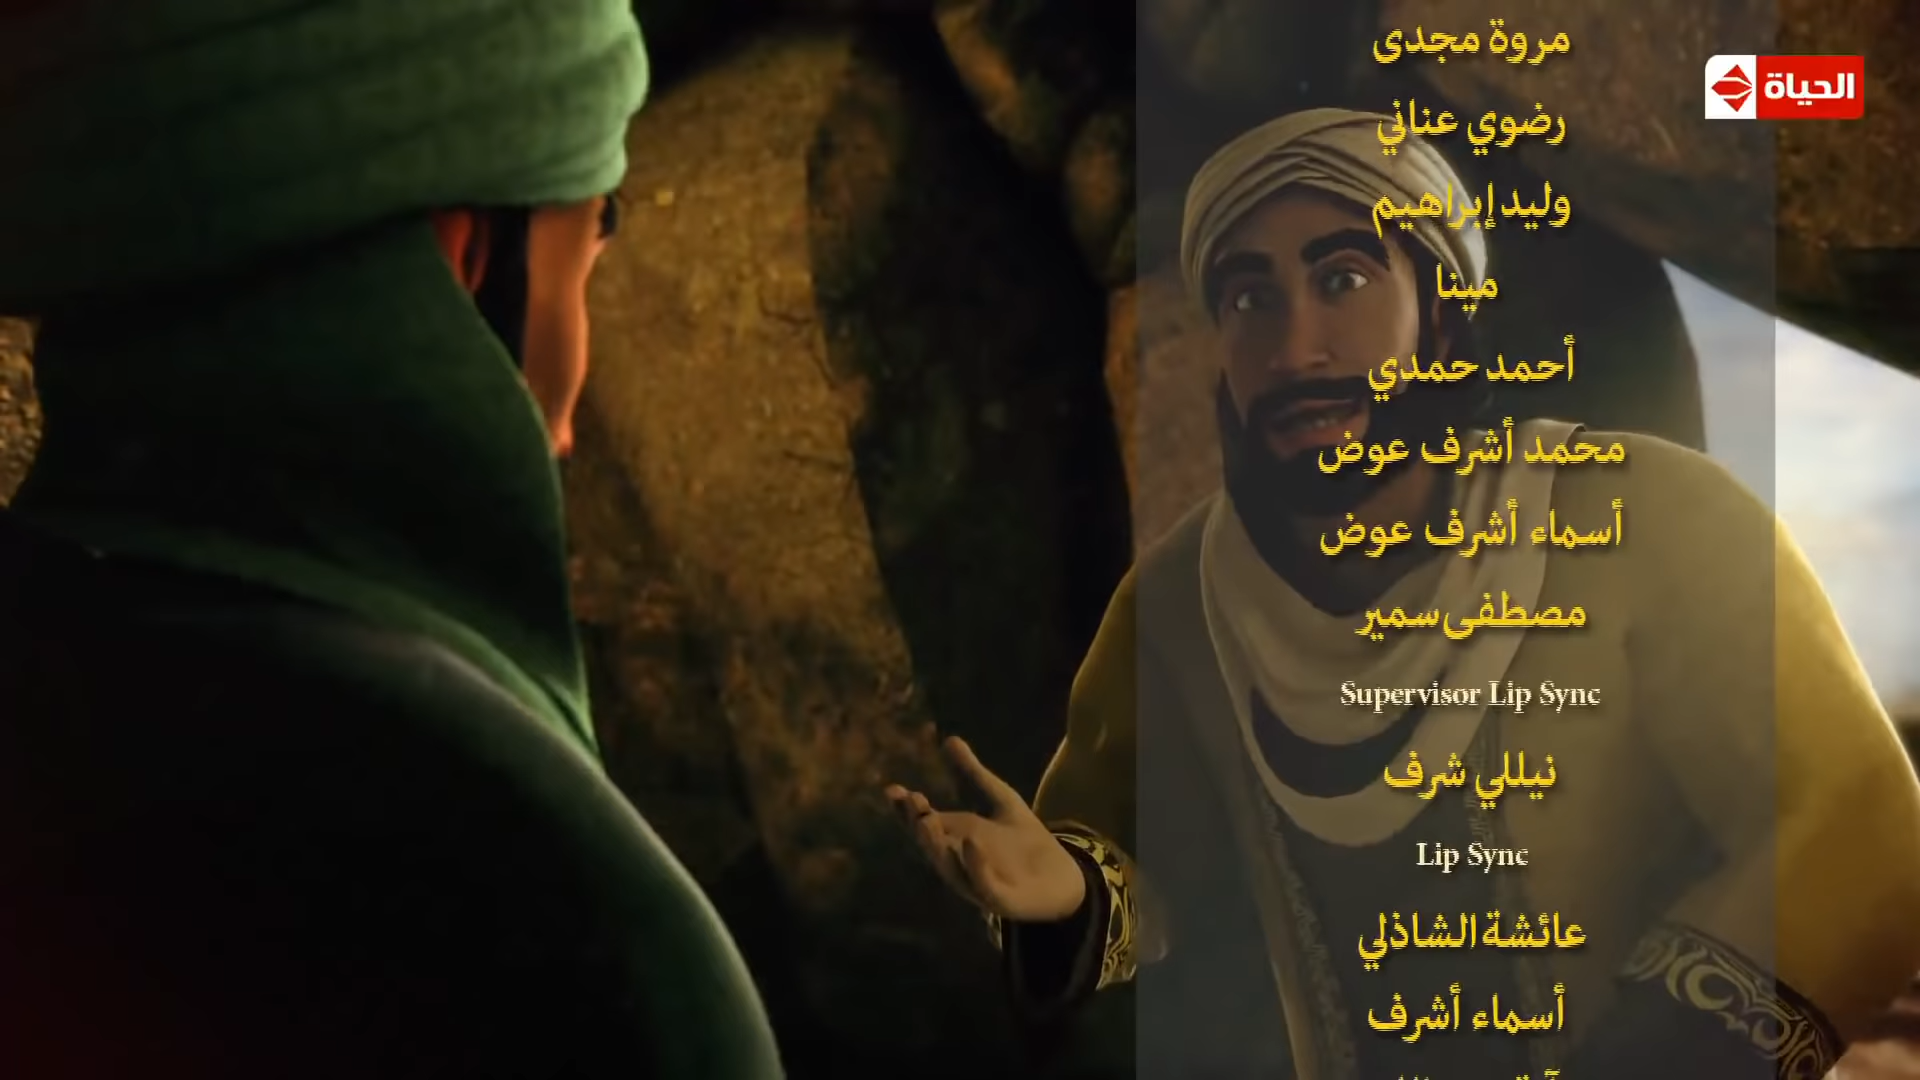 مروة مجدى
الحياة
رضوي عناني
وليد إبراهيم
مينا
أحمد حمدي
محمد أشرف عوض
أسماء أشرف عوض
مصطفى سمير
Supervisor Lip Sync
نيللي شرف
Lip Sync
عائشة الشاذلي
أسماء أشرف